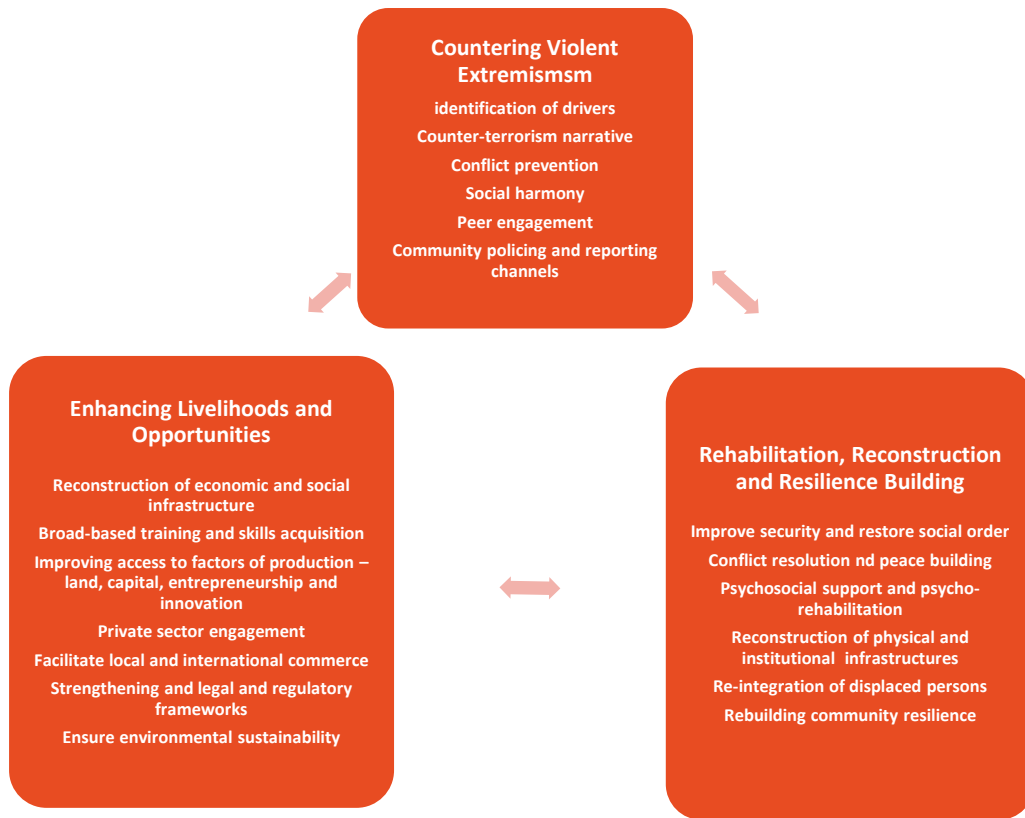 Countering Violent
Extremismsm
identification of drivers
Counter-terrorism narrative
Conflict prevention
Social harmony
Peer engagement
Community policing and reporting
channels
Enhancing Livelihoods and
Opportunities
Reconstruction of economic and social
infrastructure
Broad-based training and skills acquisition
Improving access to factors of production –
land, capital, entrepreneurship and
innovation
Private sector engagement
Facilitate local and international commerce
Strengthening and legal and regulatory
frameworks
Ensure environmental sustainability
Rehabilitation, Reconstruction
and Resilience Building
Improve security and restore social order
Conflict resolution nd peace building
Psychosocial support and psycho-
rehabilitation
Reconstruction of physical and
institutional infrastructures
Re-integration of displaced persons
Rebuilding community resilience